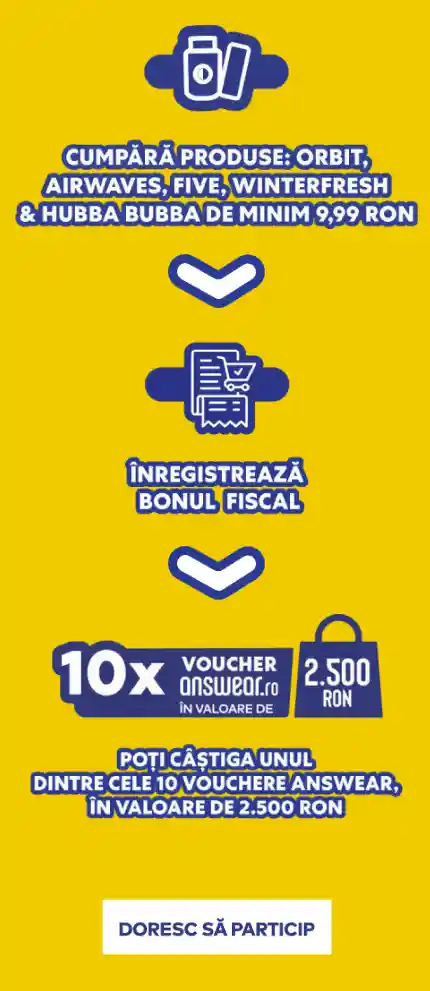 CUMPĂRĂ PRODUSE: ORBIT,
AIRWAVES, FIVE, WINTERFRESH
& HUBBA BUBBA DE MINIM 9,99 RON
ÎNREGISTREAZĂ
BONUL FISCAL
10x
VOUCHER
answear.ro
ÎN VALOARE DE
2.500
RON
POȚI CÂȘTIGA UNUL
DINTRE CELE 10 VOUCHERE ANSWEAR,
ÎN VALOARE DE 2.500 RON
DORESC SĂ PARTICIP